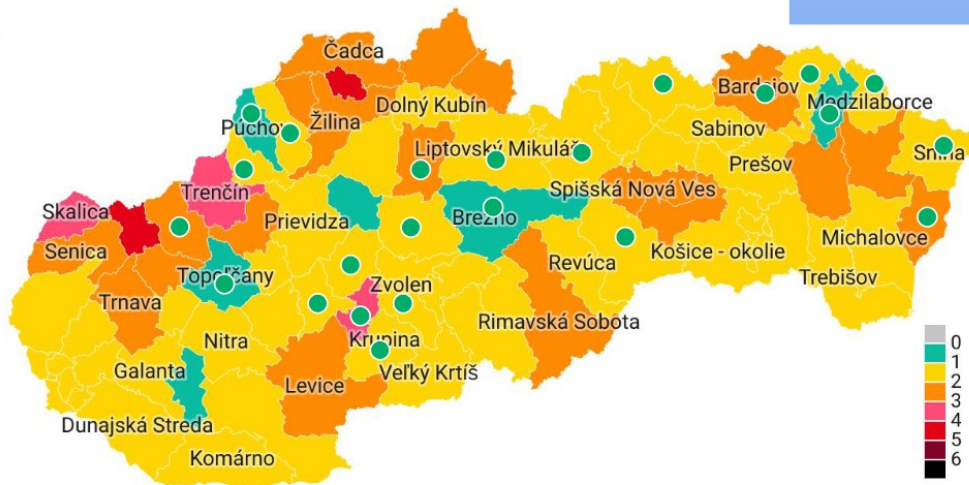 Čadca
Dolný Kubín
Bardejov
Medzilaborce
Púchov
Žilina
Sabinov
Liptovský Mikuláš
Snina
Prešov
Trenčín
Spišská Nová Ves
Skalica
Prievidza
Brezno
Senica
Michalovce
Revúca
Košice - okolie
Topoľčany
Zvolen
Trebišov
Trnava
Rimavská Sobota
Nitra
Krupina
Galanta
Levice
Veľký Krtíš
Dunajská Streda
Komárno
0
1
2
3
4
5
6